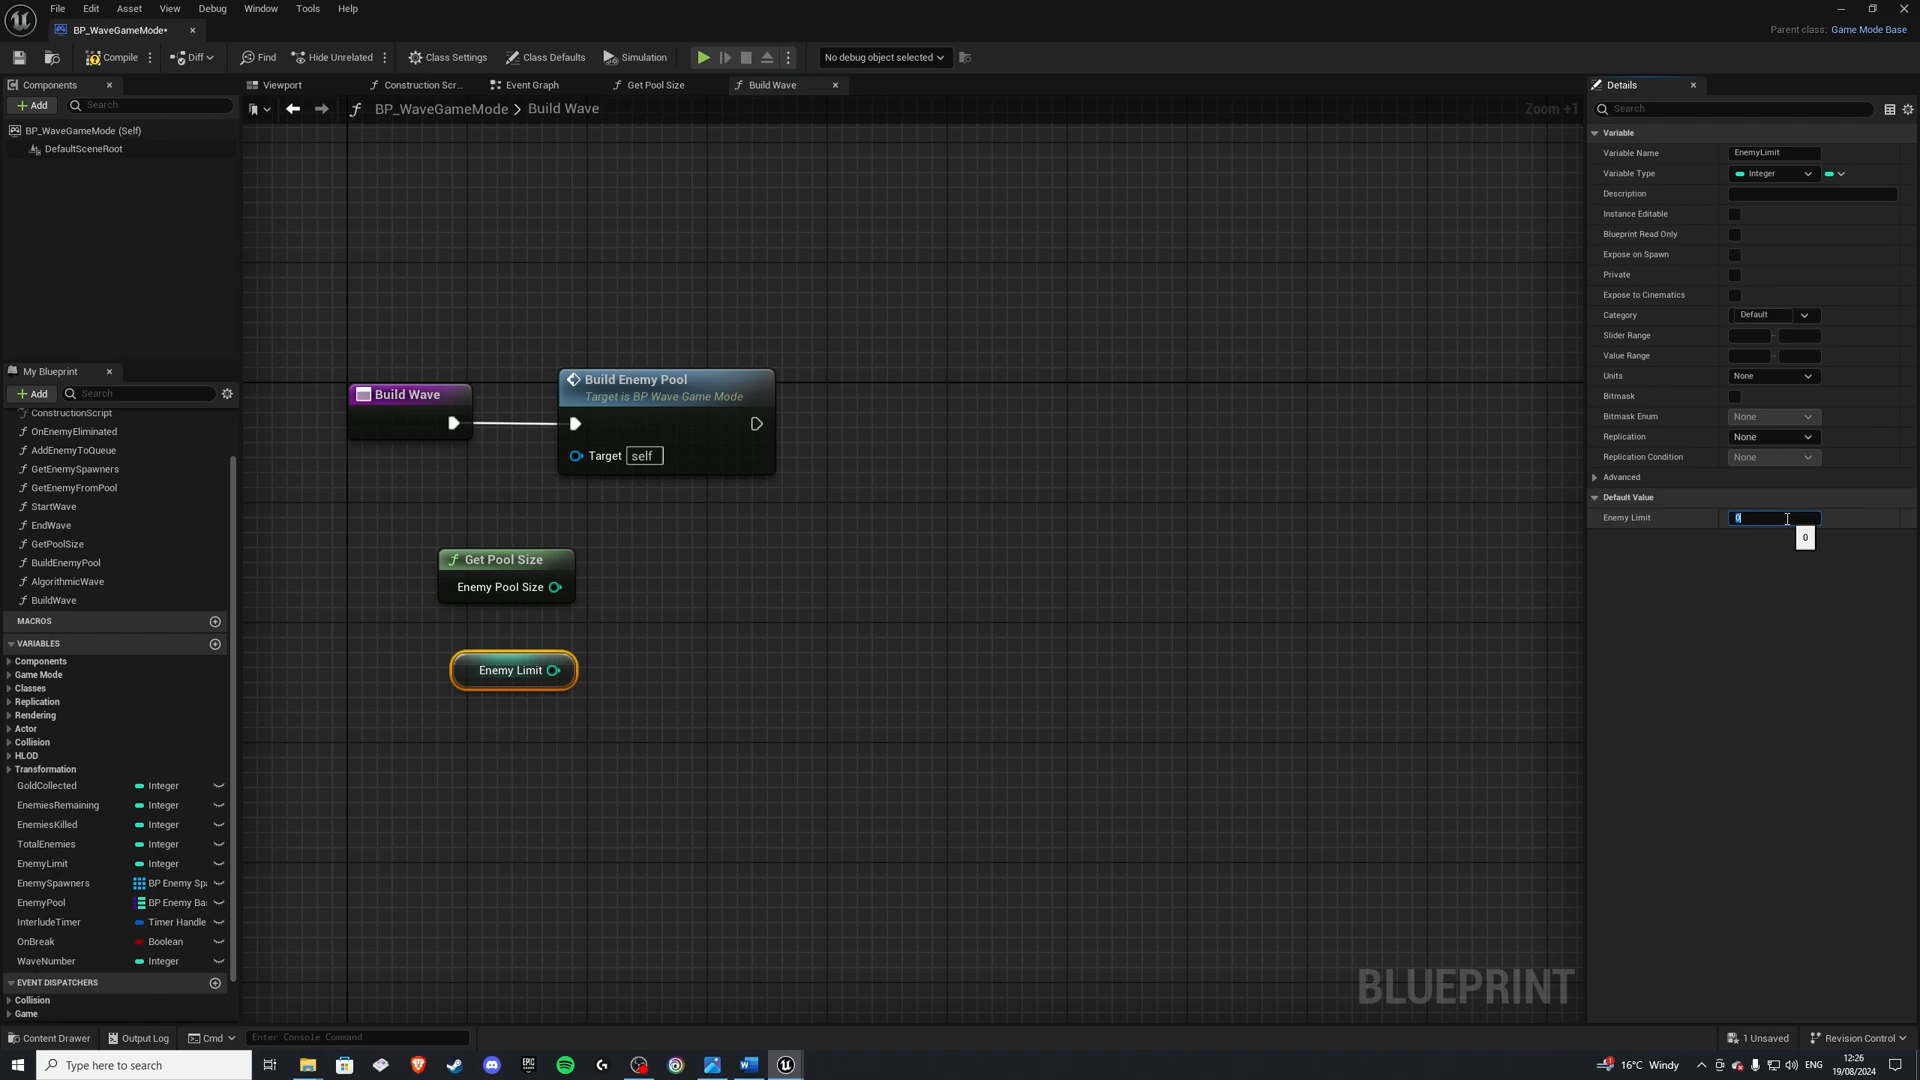 File Edit Asset View Debug Window Tools Help
BP_WaveGameMode*
Parent class: Game Mode Base
Compile Diff Find Hide Unrelated Class Settings Class Defaults Simulation No debug object selected
Components
Add Search
BP_WaveGameMode (Self)
DefaultSceneRoot
Viewport Construction Scr... Event Graph Get Pool Size Build Wave
BP_WaveGameMode > Build Wave
Zoom +1
Build Wave
Build Enemy Pool
Target is BP Wave Game Mode
Target self
Get Pool Size
Enemy Pool Size
Enemy Limit
BLUEPRINT
My Blueprint
Add Search
ConstructionScript
OnEnemyEliminated
AddEnemyToQueue
GetEnemySpawners
GetEnemyFromPool
StartWave
EndWave
GetPoolSize
BuildEnemyPool
AlgorithmicWave
BuildWave
MACROS
VARIABLES
Components
Game Mode
Classes
Replication
Rendering
Actor
Collision
HLOD
Transformation
GoldCollected Integer
EnemiesRemaining Integer
EnemiesKilled Integer
TotalEnemies Integer
EnemyLimit Integer
EnemySpawners BP Enemy Spa
EnemyPool BP Enemy Ba
InterludeTimer Timer Handle
OnBreak Boolean
WaveNumber Integer
EVENT DISPATCHERS
Collision
Game
Details
Search
Variable
Variable Name EnemyLimit
Variable Type Integer
Description
Instance Editable
Blueprint Read Only
Expose on Spawn
Private
Expose to Cinematics
Category Default
Slider Range
Value Range
Units None
Bitmask
Bitmask Enum None
Replication None
Replication Condition None
Advanced
Default Value
Enemy Limit 0
0
Content Drawer Output Log Cmd Enter Console Command
1 Unsaved Revision Control
Type here to search
16°C Windy ENG
12:26
19/08/2024